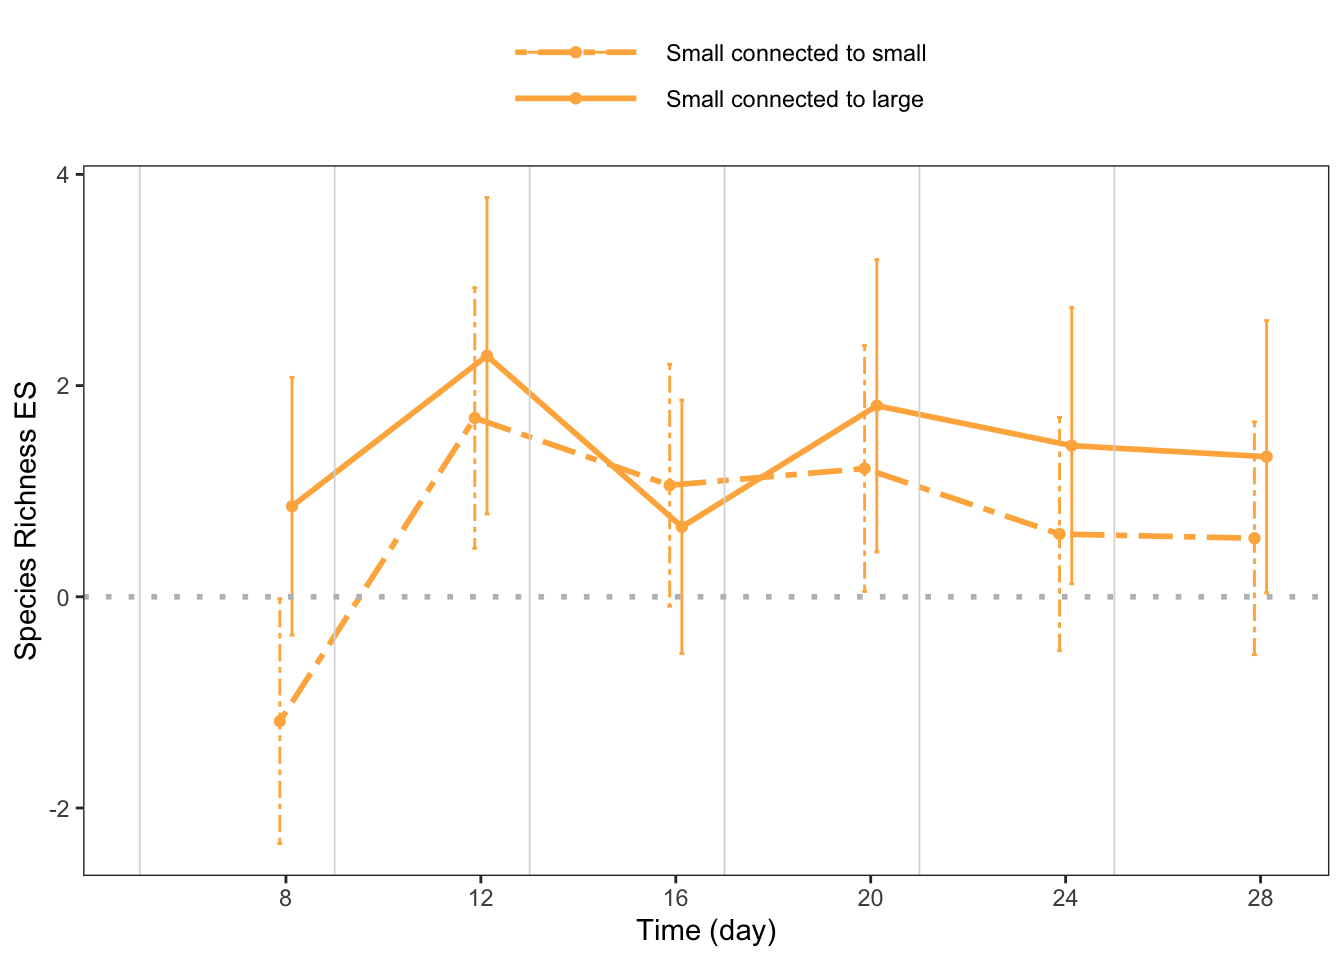 Small connected to small
Small connected to large
Species Richness ES
4
2
0
-2
8 12 16 20 24 28
Time (day)